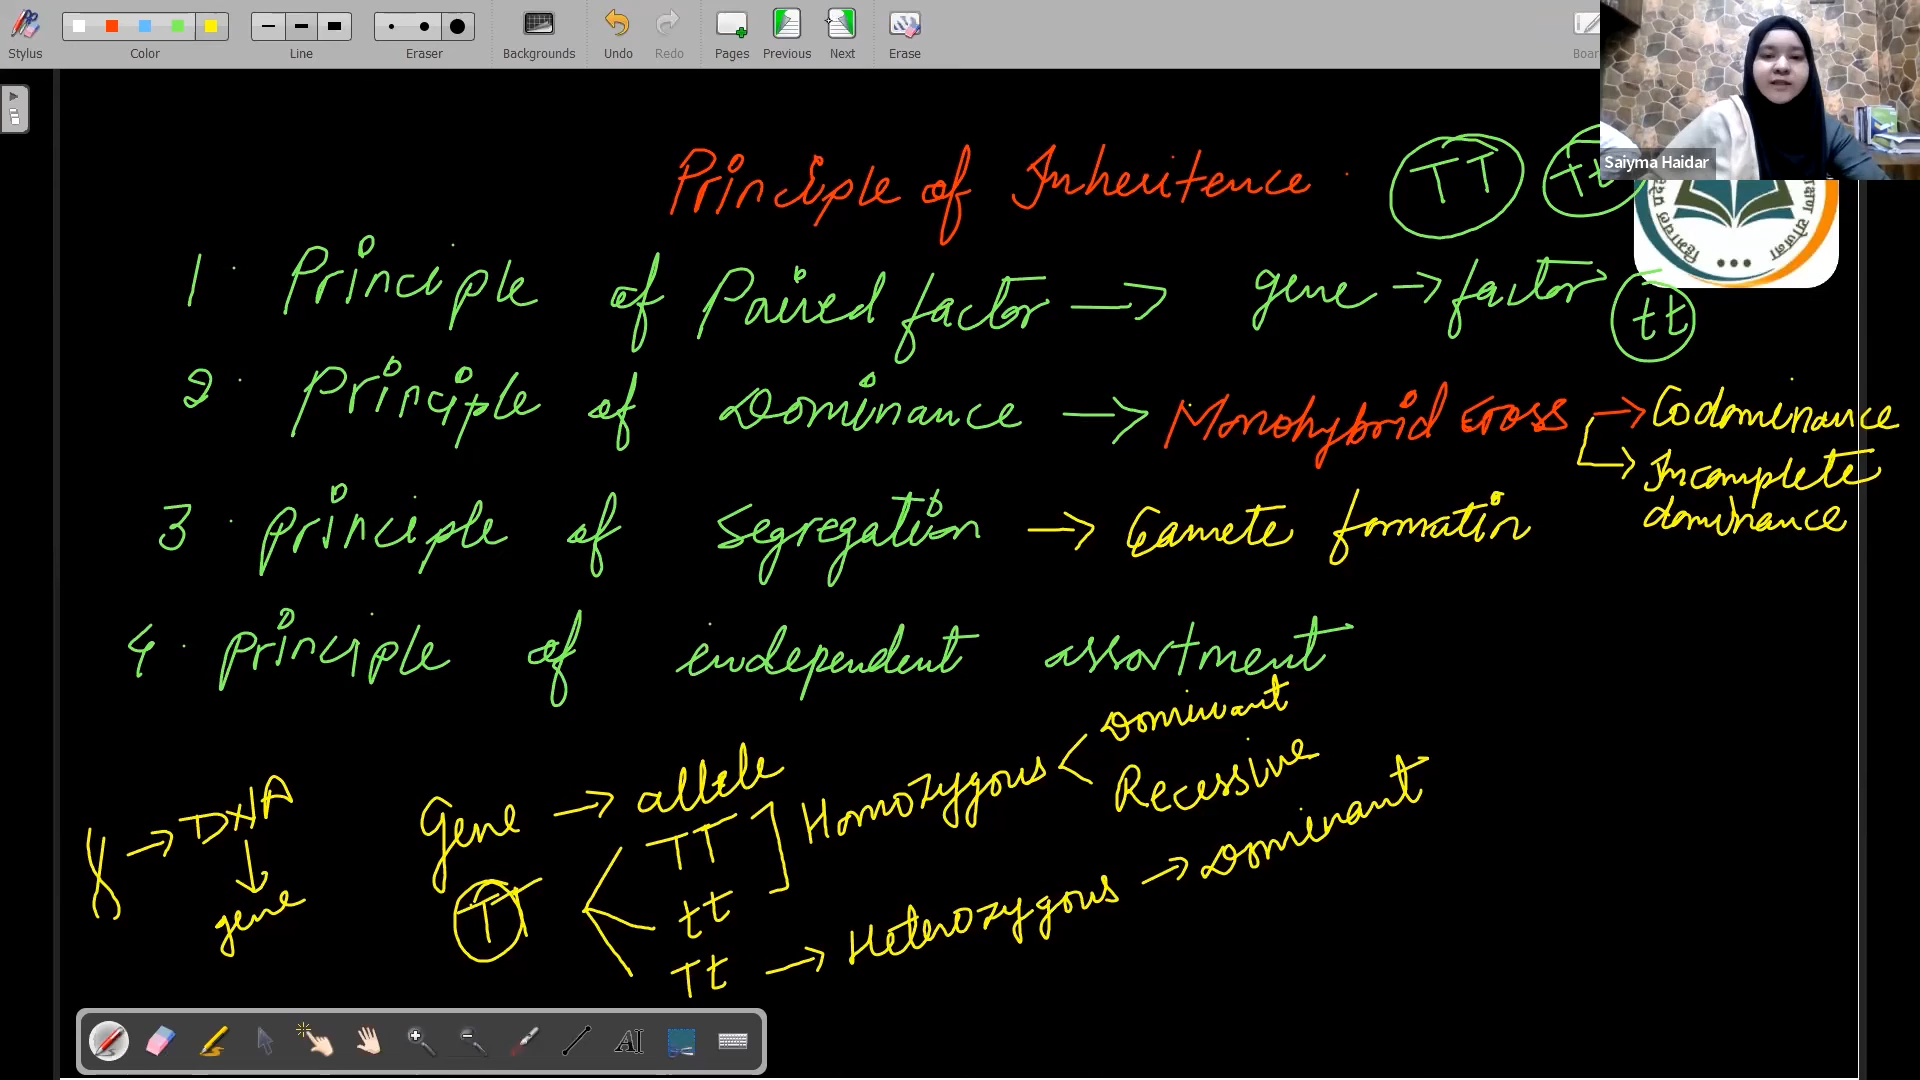 Stylus Color Line Eraser Backgrounds Undo Redo Pages Previous Next Erase
Saiyma Haidar
Principle of Inheritence TT Tt
1. Principle of Paired factor → gene → factor tt
2. Principle of Dominance → Monohybrid cross → Codominance
→ Incomplete
dominance
3. principle of segregation → Gamete formation
4. principle of independent assortment
→ DNA
gene
Gene → allele
T
TT
tt
Homozygous < Dominant
Recessive
Tt → Heterozygous → Dominant